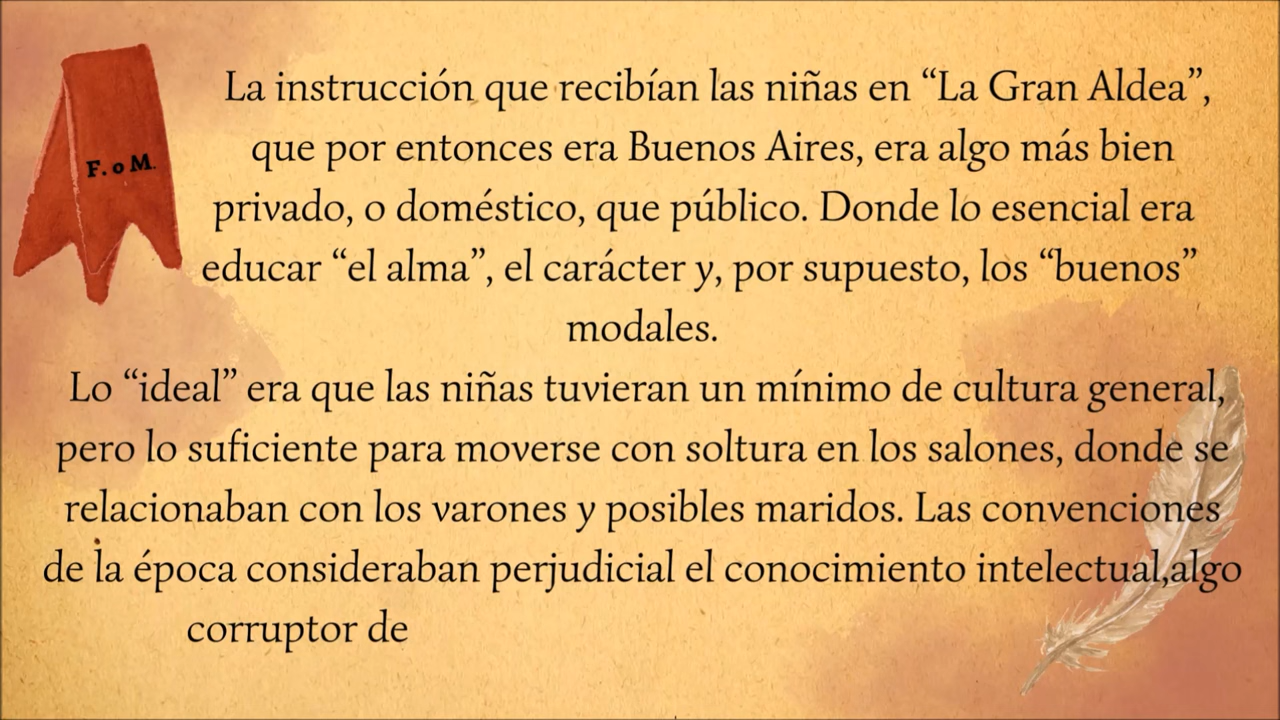 F. o M.
La instrucción que recibían las niñas en “La Gran Aldea”,
que por entonces era Buenos Aires, era algo más bien
privado, o doméstico, que público. Donde lo esencial era
educar “el alma”, el carácter y, por supuesto, los “buenos”
modales.
Lo “ideal” era que las niñas tuvieran un mínimo de cultura general,
pero lo suficiente para moverse con soltura en los salones, donde se
relacionaban con los varones y posibles maridos. Las convenciones
de la época consideraban perjudicial el conocimiento intelectual,algo
corruptor de